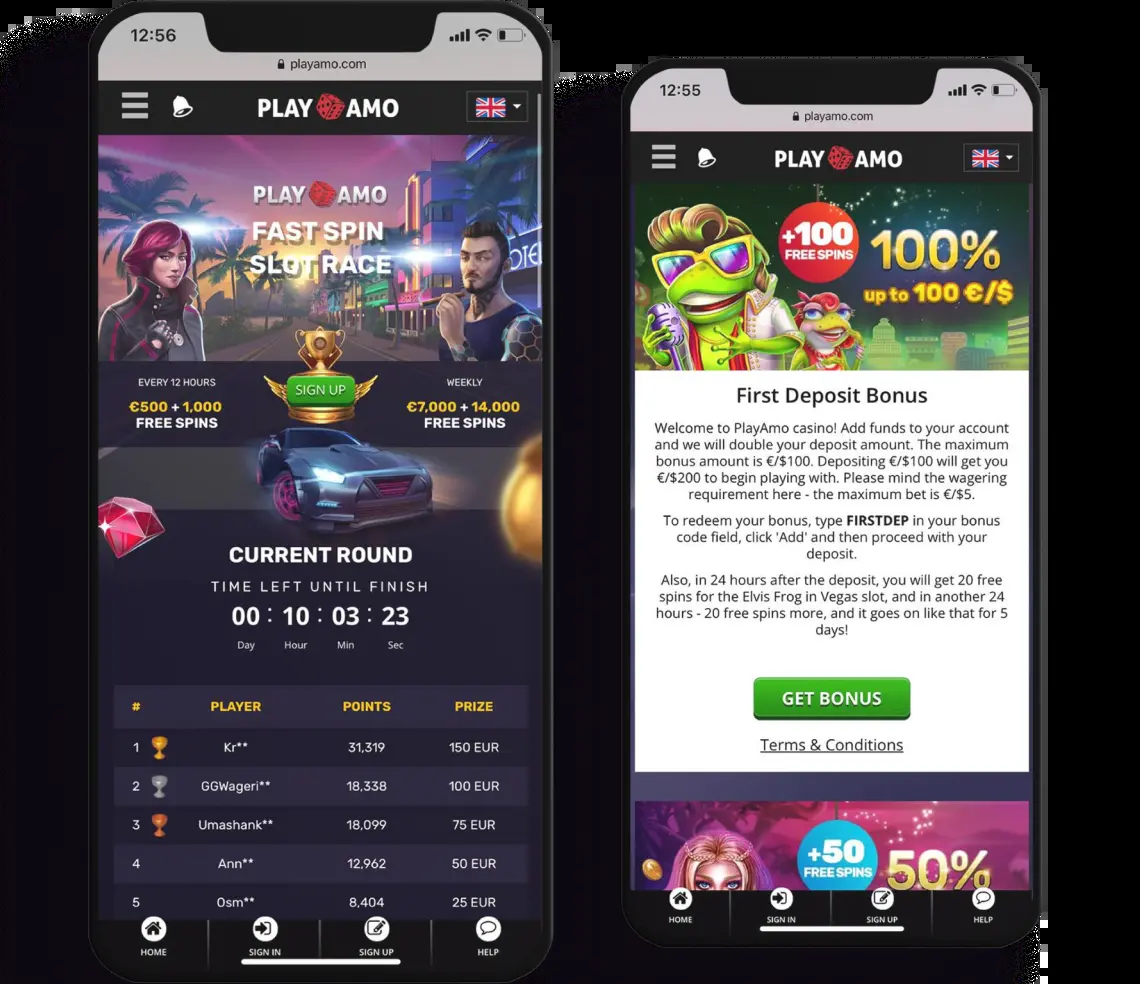 12:56
playamo.com
PLAY AMO
PLAY AMO
FAST SPIN
SLOT RACE
EVERY 12 HOURS
€500 + 1,000
FREE SPINS
SIGN UP
WEEKLY
€7,000 + 14,000
FREE SPINS
CURRENT ROUND
TIME LEFT UNTIL FINISH
00 : 10 : 03 : 23
Day Hour Min Sec
# PLAYER POINTS PRIZE
1 Kr** 31,319 150 EUR
2 GGWageri** 18,338 100 EUR
3 Umashank** 18,099 75 EUR
4 Ann** 12,962 50 EUR
5 Osm** 8,404 25 EUR
HOME SIGN IN SIGN UP HELP
12:55
playamo.com
PLAY AMO
+100
FREE SPINS
100%
up to 100 €/$
First Deposit Bonus
Welcome to PlayAmo casino! Add funds to your account
and we will double your deposit amount. The maximum
bonus amount is €/$100. Depositing €/$100 will get you
€/$200 to begin playing with. Please mind the wagering
requirement here - the maximum bet is €/$5.
To redeem your bonus, type FIRSTDEP in your bonus
code field, click 'Add' and then proceed with your
deposit.
Also, in 24 hours after the deposit, you will get 20 free
spins for the Elvis Frog in Vegas slot, and in another 24
hours - 20 free spins more, and it goes on like that for 5
days!
GET BONUS
Terms & Conditions
+50
FREE SPINS
50%
HOME SIGN IN SIGN UP HELP